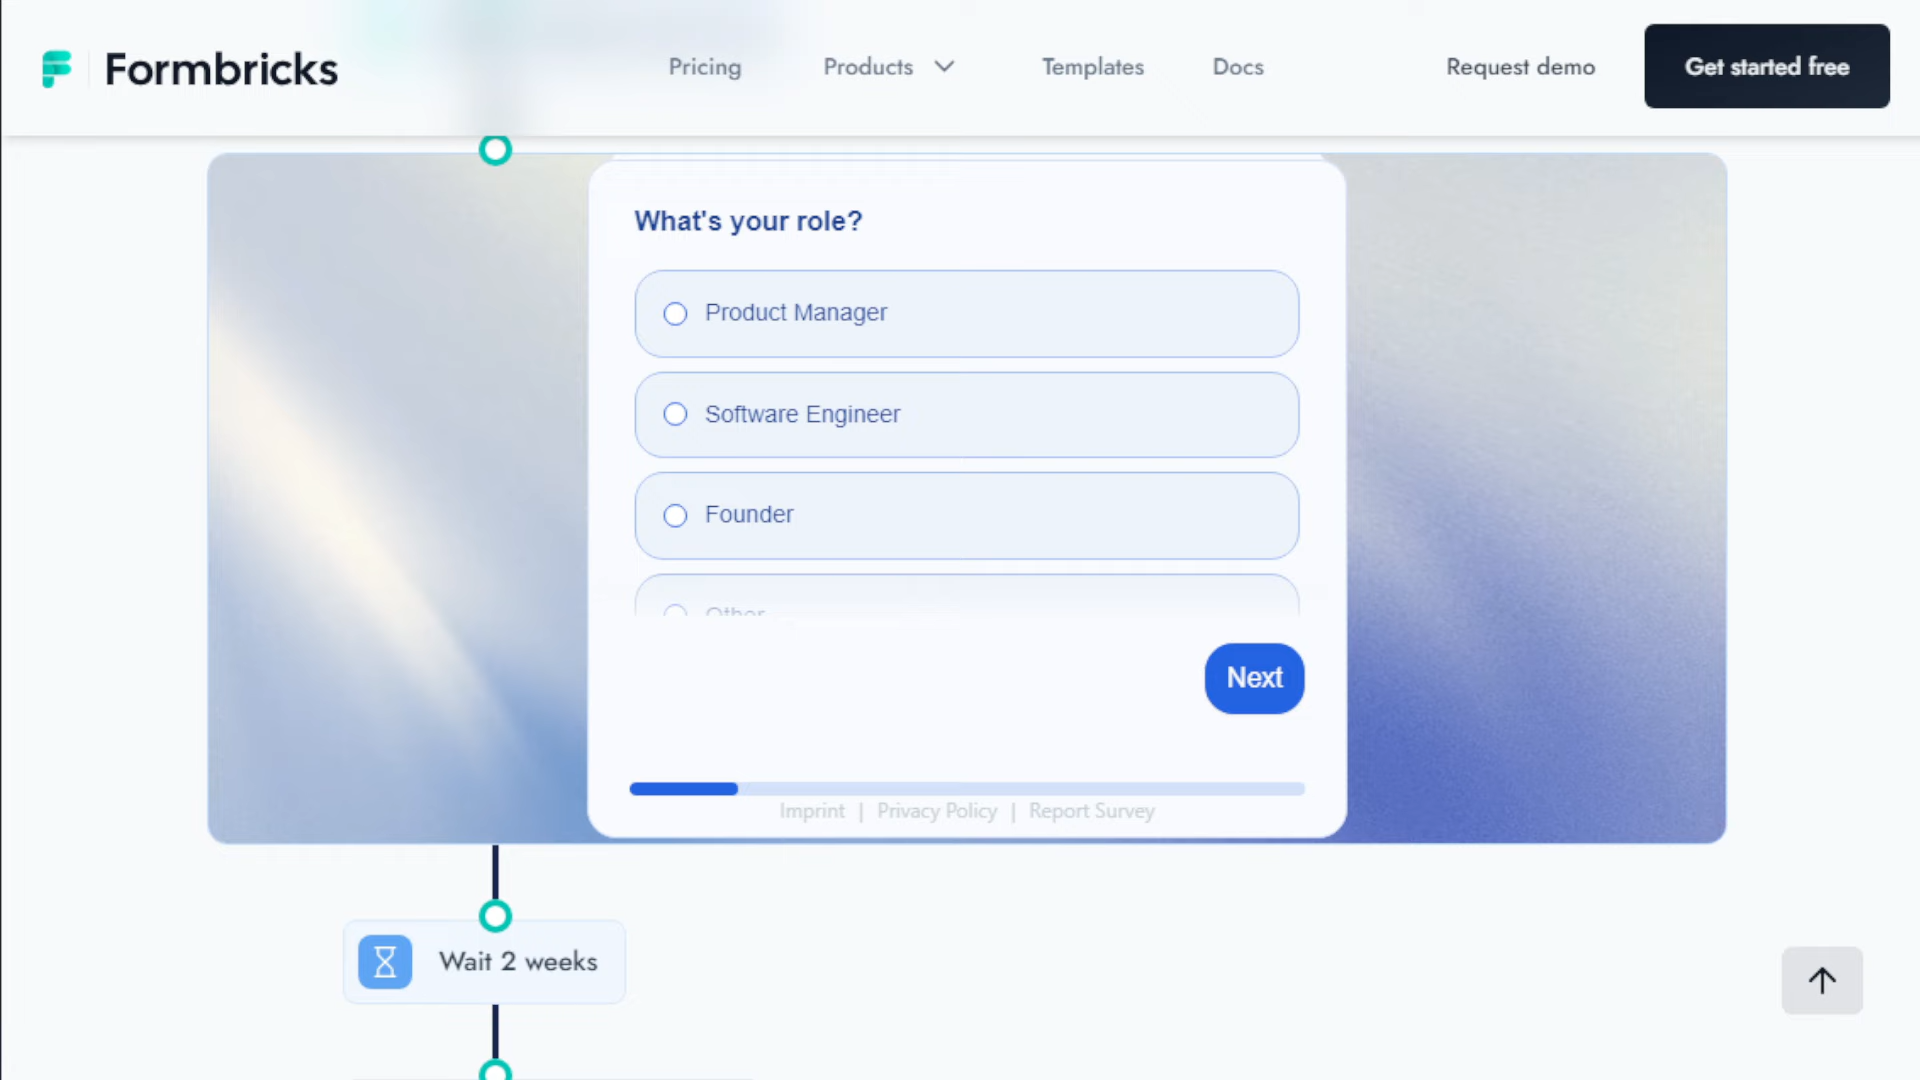 Formbricks
Pricing
Products
Templates
Docs
Request demo
Get started free
What's your role?
Product Manager
Software Engineer
Founder
Other
Next
Imprint | Privacy Policy | Report Survey
Wait 2 weeks